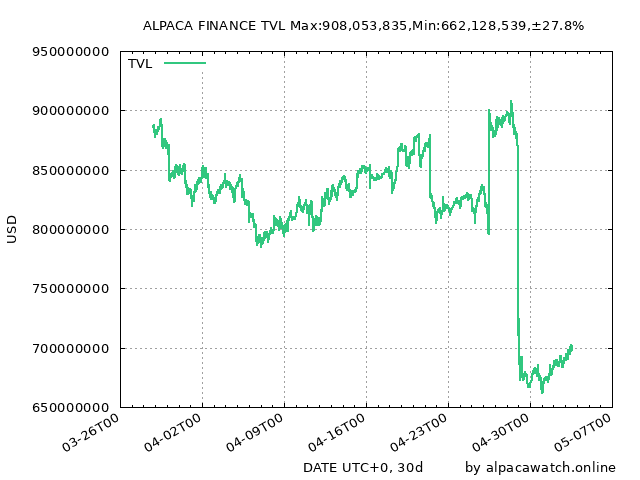 ALPACA FINANCE TVL Max:908,053,835,Min:662,128,539,±27.8%
950000000
TVL
900000000
850000000
800000000
USD
750000000
700000000
650000000
03-26T00 04-02T00 04-09T00 04-16T00 04-23T00 04-30T00 05-07T00
DATE UTC+0, 30d by alpacawatch.online